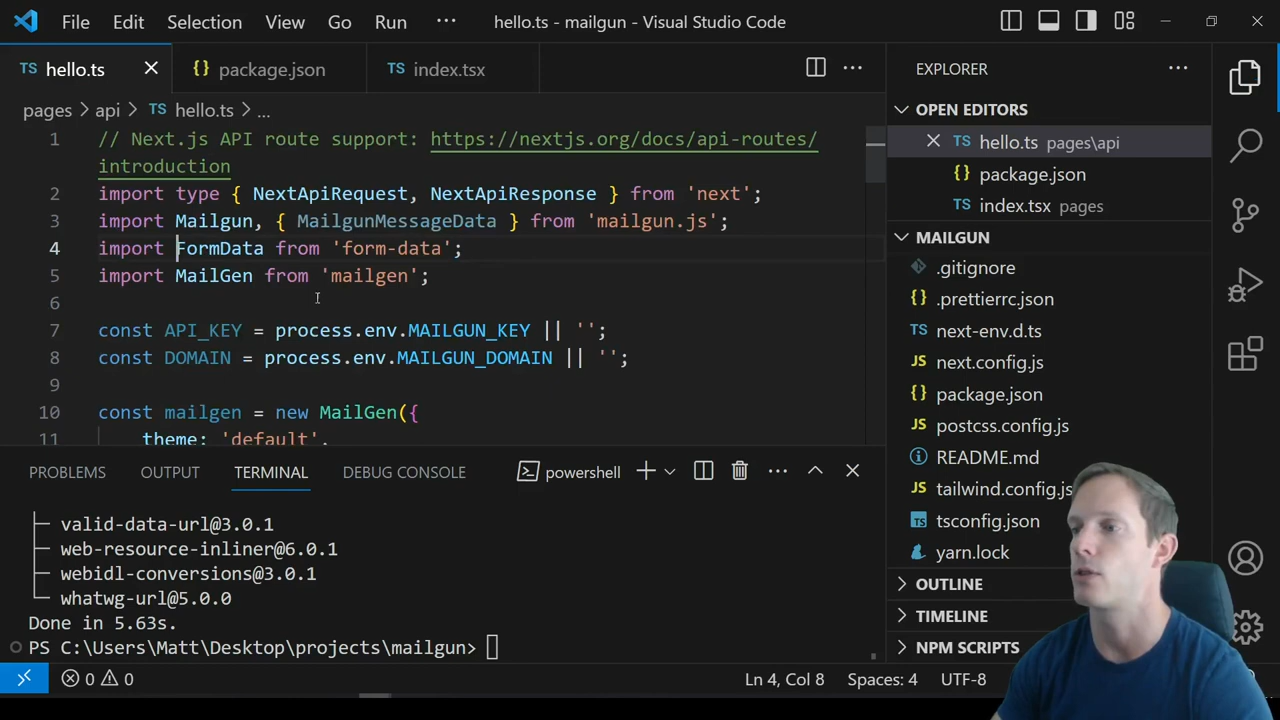 File Edit Selection View Go Run ··· hello.ts - mailgun - Visual Studio Code
TS hello.ts
{} package.json
TS index.tsx
pages > api > TS hello.ts > ...
1 // Next.js API route support: https://nextjs.org/docs/api-routes/
introduction
2 import type { NextApiRequest, NextApiResponse } from 'next';
3 import Mailgun, { MailgunMessageData } from 'mailgun.js';
4 import FormData from 'form-data';
5 import MailGen from 'mailgen';
6
7 const API_KEY = process.env.MAILGUN_KEY || '';
8 const DOMAIN = process.env.MAILGUN_DOMAIN || '';
9
10 const mailgen = new MailGen({
11 theme: 'default',
PROBLEMS OUTPUT TERMINAL DEBUG CONSOLE powershell
├─ valid-data-url@3.0.1
├─ web-resource-inliner@6.0.1
├─ webidl-conversions@3.0.1
└─ whatwg-url@5.0.0
Done in 5.63s.
PS C:\Users\Matt\Desktop\projects\mailgun>
EXPLORER
OPEN EDITORS
TS hello.ts pages\api
{} package.json
TS index.tsx pages
MAILGUN
.gitignore
.prettierrc.json
TS next-env.d.ts
JS next.config.js
{} package.json
JS postcss.config.js
README.md
JS tailwind.config.js
tsconfig.json
yarn.lock
OUTLINE
TIMELINE
NPM SCRIPTS
0 0 Ln 4, Col 8 Spaces: 4 UTF-8